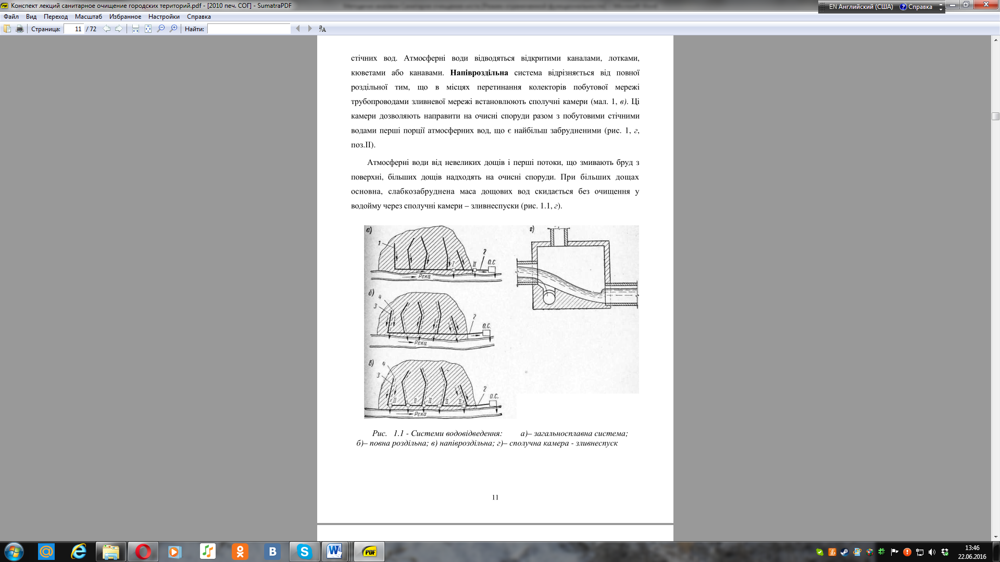 Конспект лекций санитарное очищение городских територий.pdf - [2010 печ. СОГ] - SumatraPDF
EN Английский (США) Справка
Файл Вид Переход Масштаб Избранное Настройки Справка
Страница: 11 / 72 Найти:
стічних вод. Атмосферні води відводяться відкритими каналами, лотками,
кюветами або канавами. Напівроздільна система відрізняється від повної
роздільної тим, що в місцях перетинання колекторів побутової мережі
трубопроводами зливневої мережі встановлюють сполучні камери (мал. 1, в). Ці
камери дозволяють направити на очисні споруди разом з побутовими стічними
водами перші порції атмосферних вод, що є найбільш забрудненими (рис. 1, г,
поз.II).
Атмосферні води від невеликих дощів і перші потоки, що змивають бруд з
поверхні, більших дощів надходять на очисні споруди. При більших дощах
основна, слабкозабруднена маса дощових вод скидається без очищення у
водойму через сполучні камери – зливнеспуски (рис. 1.1, г).
а)
1
2
I
II
О.С
Река
г)
б)
4
3
2
О.С.
Река
в)
4
3
2
II
II
II
II
II
О.С.
Река
Рис. 1.1 - Системи водовідведення: а)– загальносплавна система;
б)– повна роздільна; в) напівроздільна; г)– сполучна камера - зливнеспуск
11
PDF
13:46
22.06.2016